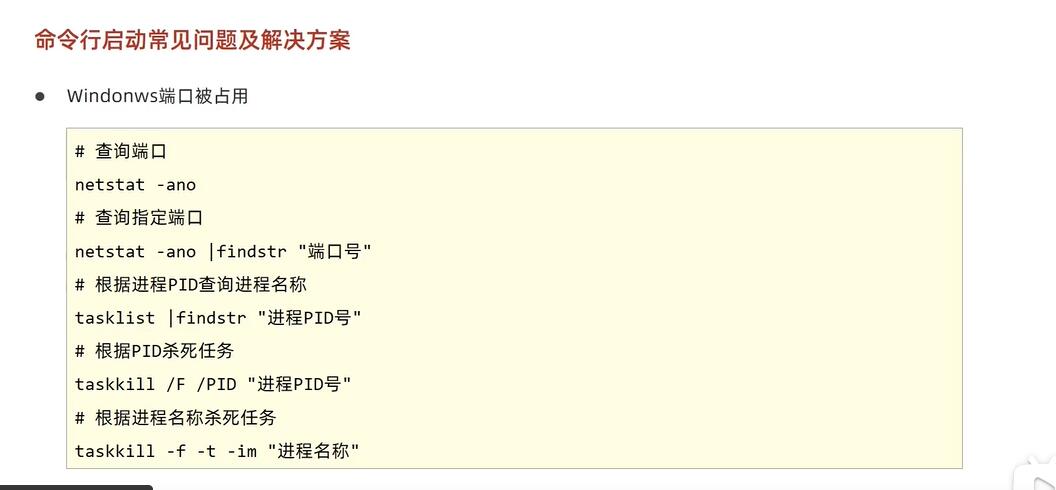 命令行启动常见问题及解决方案
● Windonws端口被占用
# 查询端口
netstat -ano
# 查询指定端口
netstat -ano |findstr "端口号"
# 根据进程PID查询进程名称
tasklist |findstr "进程PID号"
# 根据PID杀死任务
taskkill /F /PID "进程PID号"
# 根据进程名称杀死任务
taskkill -f -t -im "进程名称"